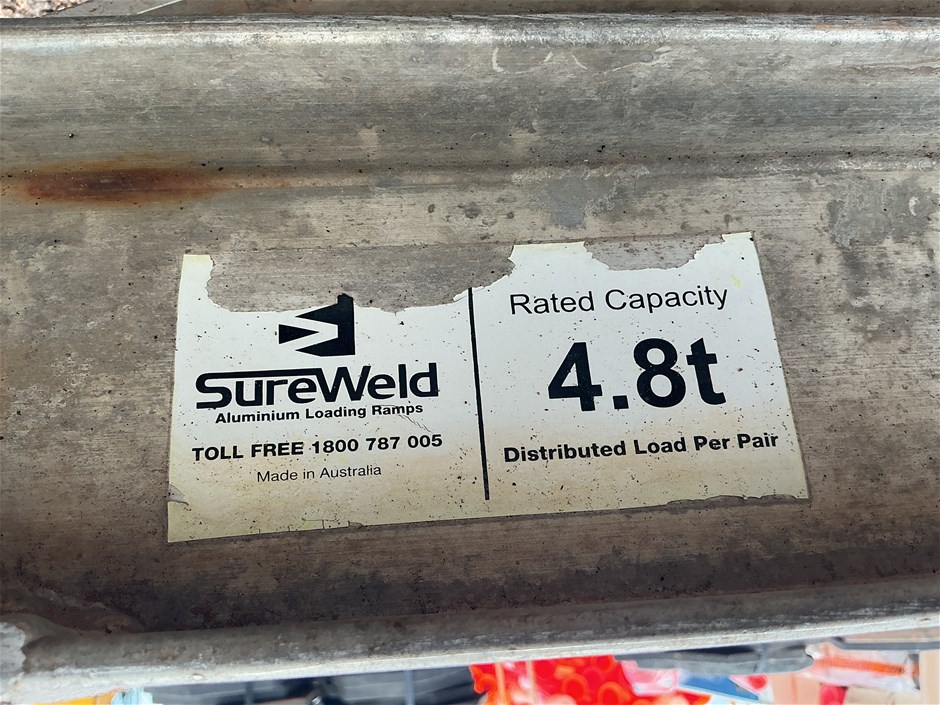 SureWeld
Aluminium Loading Ramps
TOLL FREE 1800 787 005
Made in Australia
Rated Capacity
4.8t
Distributed Load Per Pair